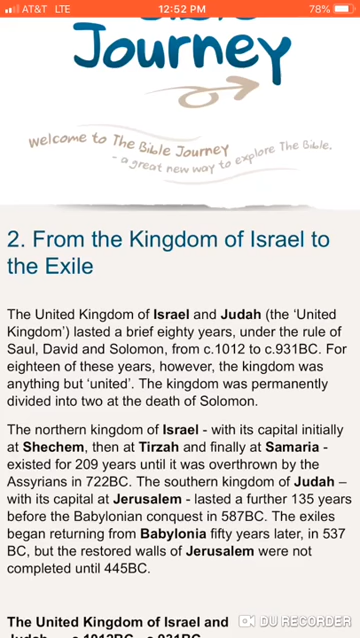 AT&T LTE 12:52 PM 78%
Bible
Journey
Welcome to The Bible Journey
- a great new way to explore The Bible.
2. From the Kingdom of Israel to
the Exile
The United Kingdom of Israel and Judah (the ‘United
Kingdom’) lasted a brief eighty years, under the rule of
Saul, David and Solomon, from c.1012 to c.931BC. For
eighteen of these years, however, the kingdom was
anything but ‘united’. The kingdom was permanently
divided into two at the death of Solomon.
The northern kingdom of Israel - with its capital initially
at Shechem, then at Tirzah and finally at Samaria -
existed for 209 years until it was overthrown by the
Assyrians in 722BC. The southern kingdom of Judah –
with its capital at Jerusalem - lasted a further 135 years
before the Babylonian conquest in 587BC. The exiles
began returning from Babylonia fifty years later, in 537
BC, but the restored walls of Jerusalem were not
completed until 445BC.
The United Kingdom of Israel and
Judah c.1012BC - c.931BC
DU RECORDER